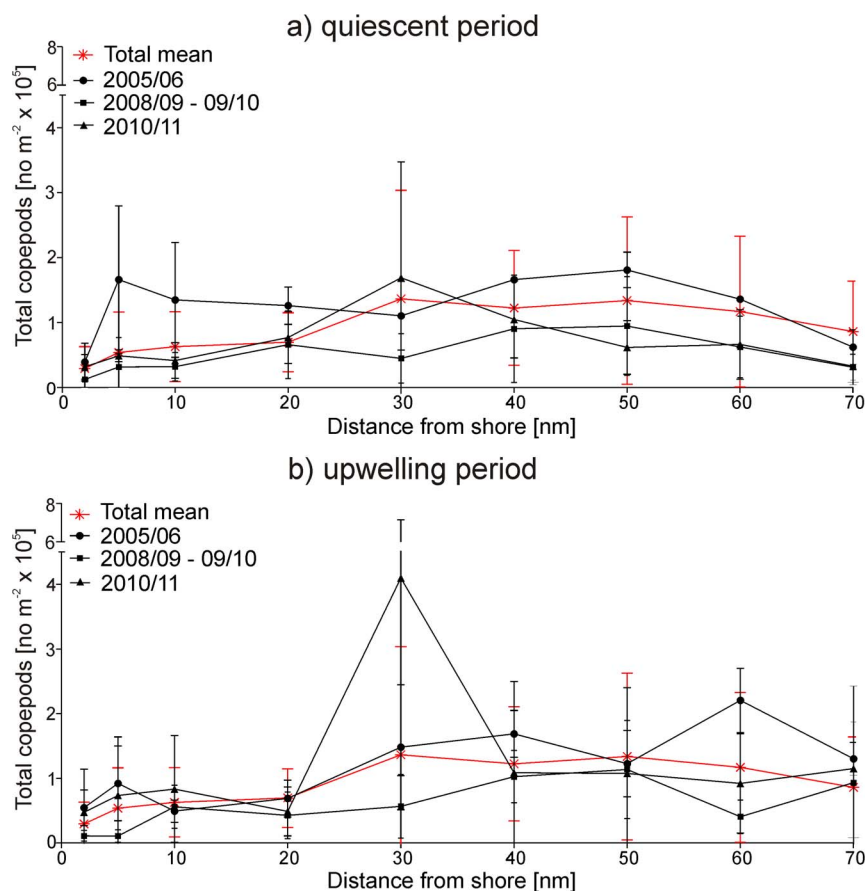 a) quiescent period
Total copepods [no m⁻² x 10⁵]
8
6
4
3
2
1
0
Total mean
2005/06
2008/09 - 09/10
2010/11
0 10 20 30 40 50 60 70
Distance from shore [nm]
b) upwelling period
Total copepods [no m⁻² x 10⁵]
8
6
4
3
2
1
0
Total mean
2005/06
2008/09 - 09/10
2010/11
0 10 20 30 40 50 60 70
Distance from shore [nm]